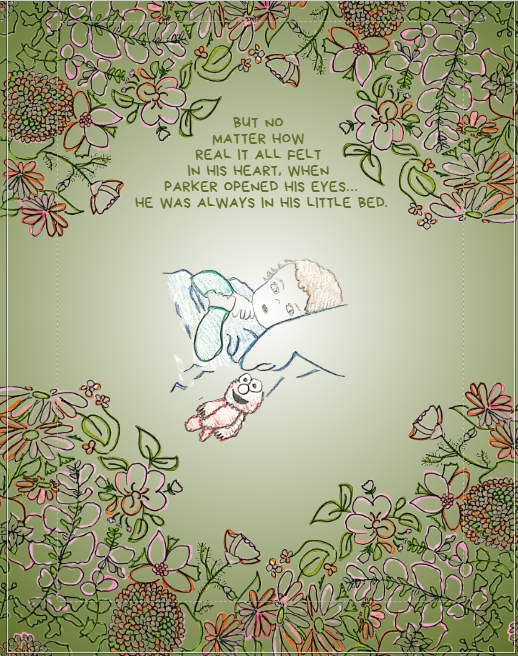 BUT NO
MATTER HOW
REAL IT ALL FELT
IN HIS HEART, WHEN
PARKER OPENED HIS EYES...
HE WAS ALWAYS IN HIS LITTLE BED.